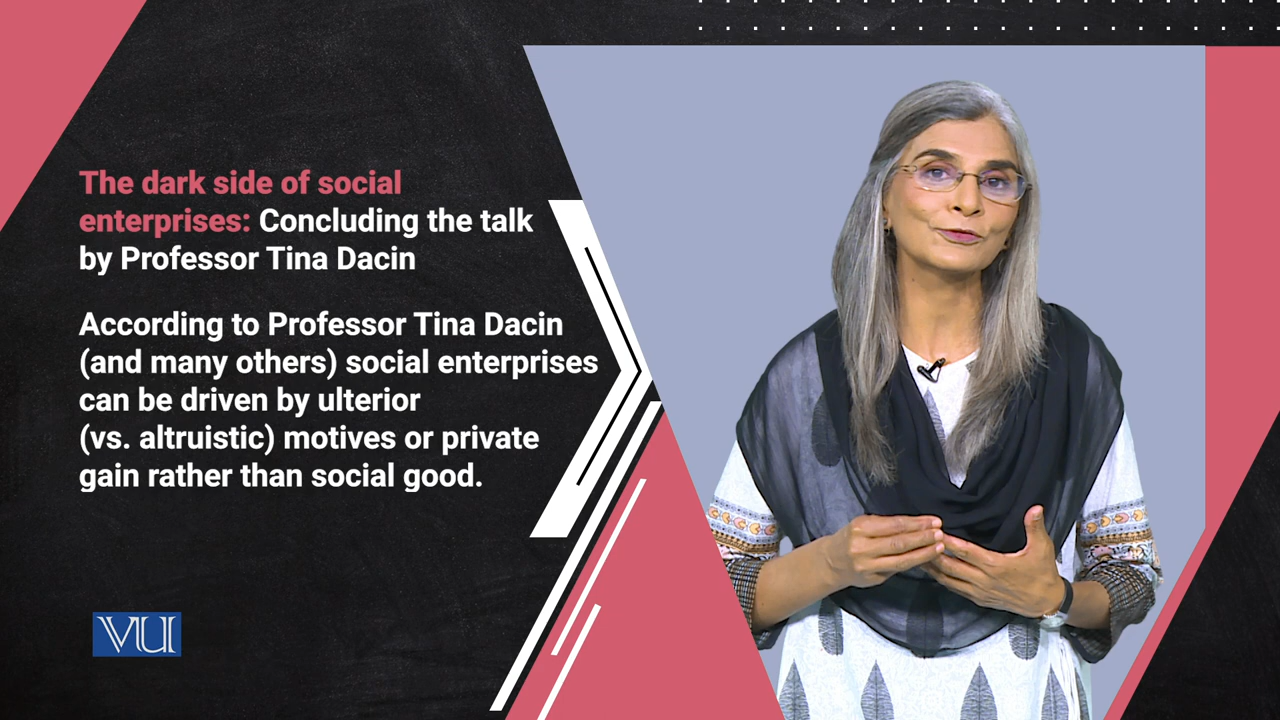 The dark side of social
enterprises: Concluding the talk
by Professor Tina Dacin
According to Professor Tina Dacin
(and many others) social enterprises
can be driven by ulterior
(vs. altruistic) motives or private
gain rather than social good.
VU